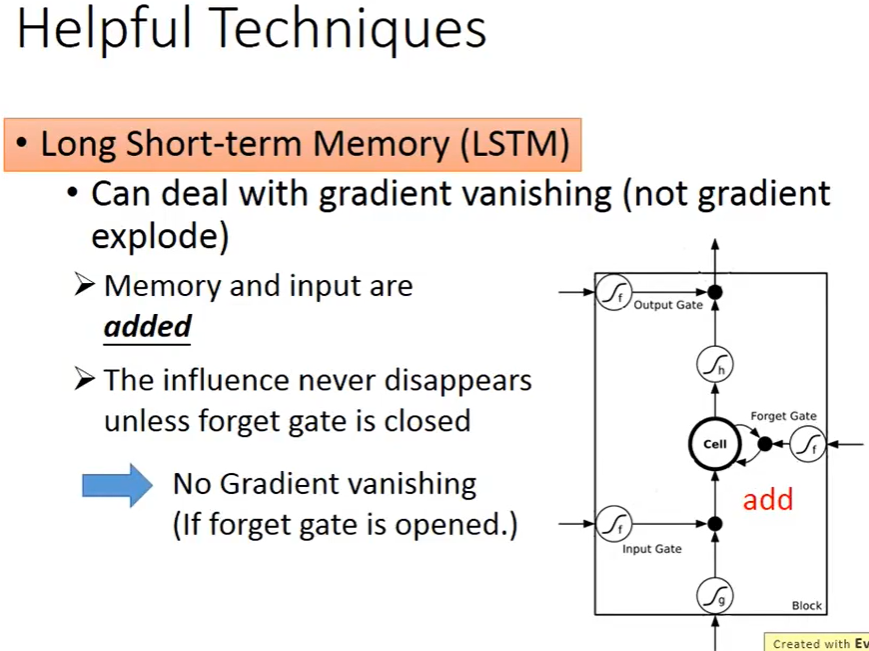 Helpful Techniques
• Long Short-term Memory (LSTM)
• Can deal with gradient vanishing (not gradient
explode)
➢ Memory and input are
added
➢ The influence never disappears
unless forget gate is closed
No Gradient vanishing
(If forget gate is opened.)
f
Output Gate
h
Forget Gate
Cell
f
add
f
Input Gate
g
Block
Created with Ev